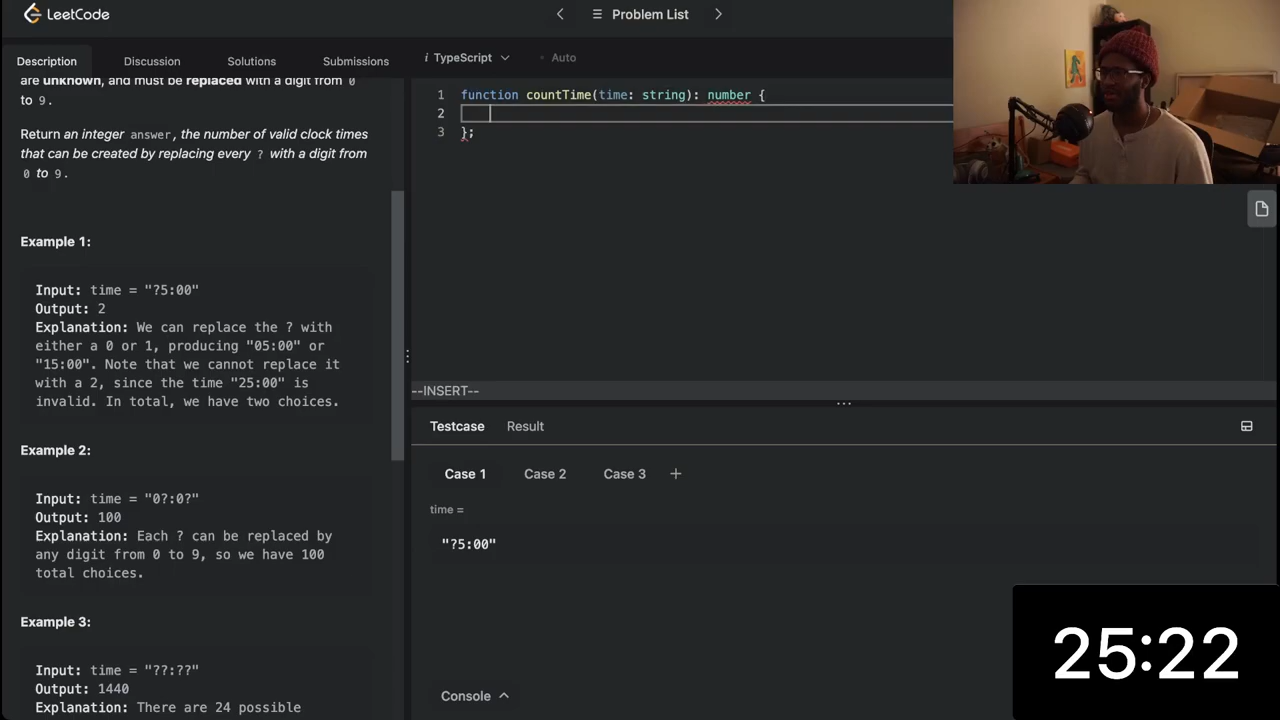 LeetCode
Problem List
Description
Discussion
Solutions
Submissions
are unknown, and must be replaced with a digit from 0
to 9.
Return an integer answer, the number of valid clock times
that can be created by replacing every ? with a digit from
0 to 9.
Example 1:
Input: time = "?5:00"
Output: 2
Explanation: We can replace the ? with
either a 0 or 1, producing "05:00" or
"15:00". Note that we cannot replace it
with a 2, since the time "25:00" is
invalid. In total, we have two choices.
Example 2:
Input: time = "0?:0?"
Output: 100
Explanation: Each ? can be replaced by
any digit from 0 to 9, so we have 100
total choices.
Example 3:
Input: time = "??:??"
Output: 1440
Explanation: There are 24 possible
i TypeScript
Auto
1 function countTime(time: string): number {
2
3 };
--INSERT--
Testcase
Result
Case 1
Case 2
Case 3
+
time =
"?5:00"
Console
25:22